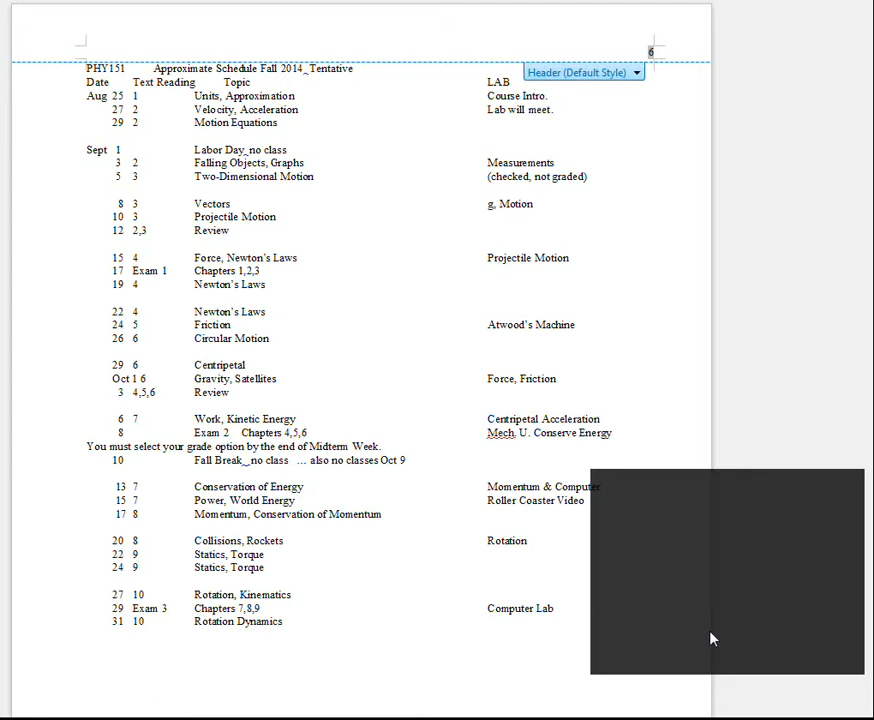 6
PHY151 Approximate Schedule Fall 2014 Tentative
Header (Default Style)
Date Text Reading Topic LAB
Aug 25 1 Units, Approximation Course Intro.
27 2 Velocity, Acceleration Lab will meet.
29 2 Motion Equations
Sept 1 Labor Day no class
3 2 Falling Objects, Graphs Measurements
5 3 Two-Dimensional Motion (checked, not graded)
8 3 Vectors g, Motion
10 3 Projectile Motion
12 2,3 Review
15 4 Force, Newton's Laws Projectile Motion
17 Exam 1 Chapters 1,2,3
19 4 Newton's Laws
22 4 Newton's Laws
24 5 Friction Atwood's Machine
26 6 Circular Motion
29 6 Centripetal
Oct 1 6 Gravity, Satellites Force, Friction
3 4,5,6 Review
6 7 Work, Kinetic Energy Centripetal Acceleration
8 Exam 2 Chapters 4,5,6 Mech, U. Conserve Energy
You must select your grade option by the end of Midterm Week.
10 Fall Break no class ... also no classes Oct 9
13 7 Conservation of Energy Momentum & Computer
15 7 Power, World Energy Roller Coaster Video
17 8 Momentum, Conservation of Momentum
20 8 Collisions, Rockets Rotation
22 9 Statics, Torque
24 9 Statics, Torque
27 10 Rotation, Kinematics
29 Exam 3 Chapters 7,8,9 Computer Lab
31 10 Rotation Dynamics